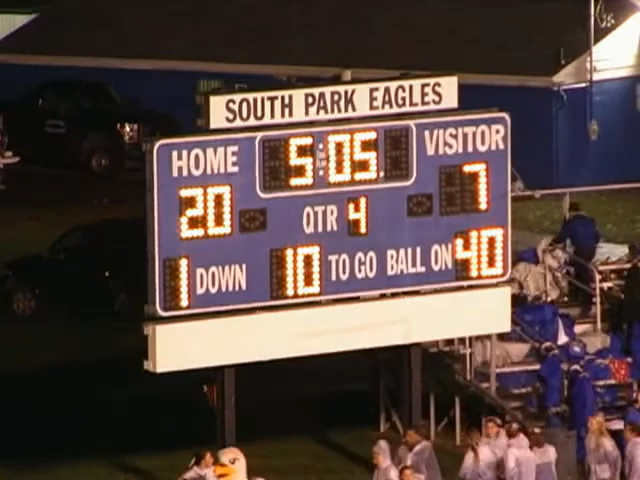 SOUTH PARK EAGLES
HOME 5:05 VISITOR
20 QTR 4 7
1 DOWN 10 TO GO BALL ON 40